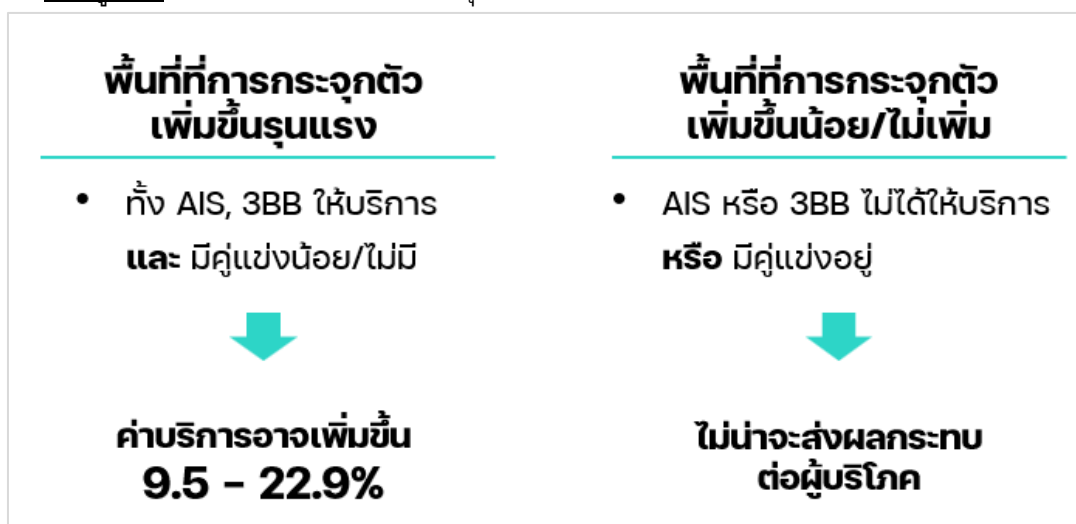 พื้นที่ที่การกระจุกตัว
เพิ่มขึ้นรุนแรง
• ทั้ง AIS, 3BB ให้บริการ
และ มีคู่แข่งน้อย/ไม่มี
ค่าบริการอาจเพิ่มขึ้น
9.5 – 22.9%
พื้นที่ที่การกระจุกตัว
เพิ่มขึ้นน้อย/ไม่เพิ่ม
• AIS หรือ 3BB ไม่ได้ให้บริการ
หรือ มีคู่แข่งอยู่
ไม่น่าจะส่งผลกระทบ
ต่อผู้บริโภค